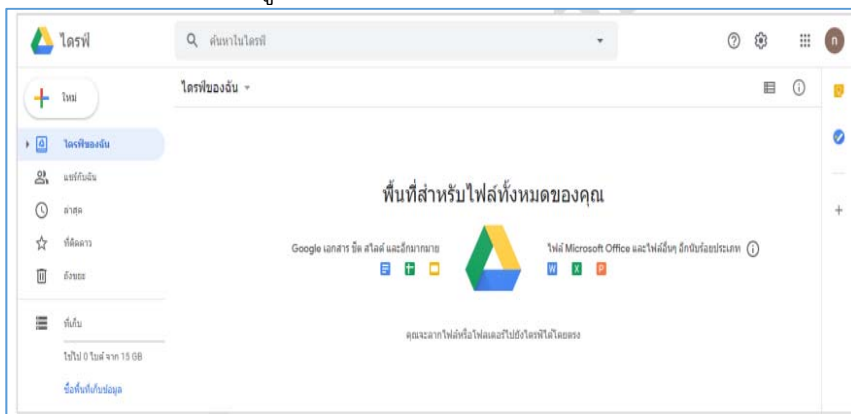 ไดรฟ์
ค้นหาในไดรฟ์
n
ใหม่
ไดรฟ์ของฉัน
ไดรฟ์ของฉัน
แชร์กับฉัน
ล่าสุด
ที่ติดดาว
ถังขยะ
ที่เก็บ
ใช้ไป 0 ไบต์ จาก 15 GB
ซื้อพื้นที่เก็บข้อมูล
พื้นที่สำหรับไฟล์ทั้งหมดของคุณ
Google เอกสาร ชีต สไลด์ และอีกมากมาย
ไฟล์ Microsoft Office และไฟล์อื่นๆ อีกนับร้อยประเภท
W X P
คุณจะลากไฟล์หรือโฟลเดอร์ไปยังไดรฟ์ได้โดยตรง